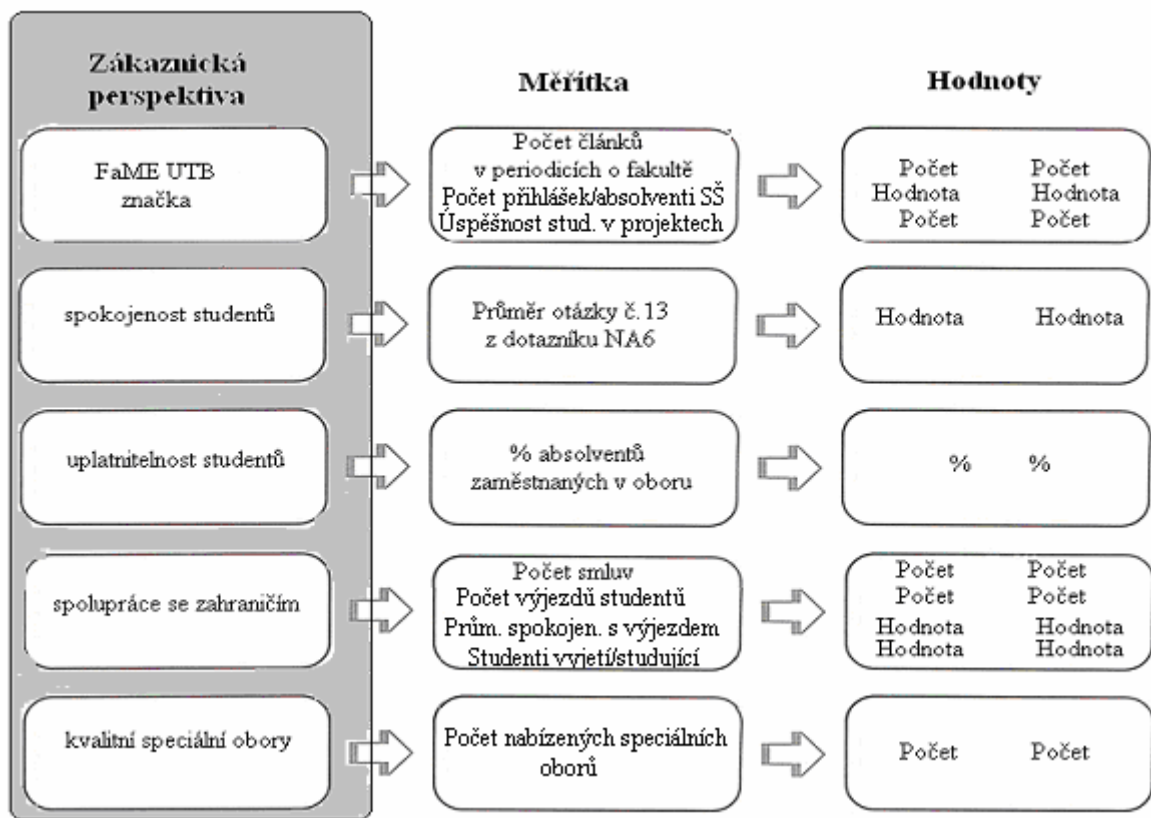 Zákaznická
perspektiva
Měřítka
Hodnoty
FaME UTB
značka
Počet článků
v periodicích o fakultě
Počet přihlášek/absolventi SŠ
Úspěšnost stud. v projektech
Počet Počet
Hodnota Hodnota
Počet Počet
spokojenost studentů
Průměr otázky č.13
z dotazníku NA6
Hodnota Hodnota
uplatnitelnost studentů
% absolventů
zaměstnaných v oboru
% %
spolupráce se zahraničím
Počet smluv
Počet výjezdů studentů
Prům. spokojen. s výjezdem
Studenti vyjetí/studující
Počet Počet
Počet Počet
Hodnota Hodnota
Hodnota Hodnota
kvalitní speciální obory
Počet nabízených speciálních
oborů
Počet Počet